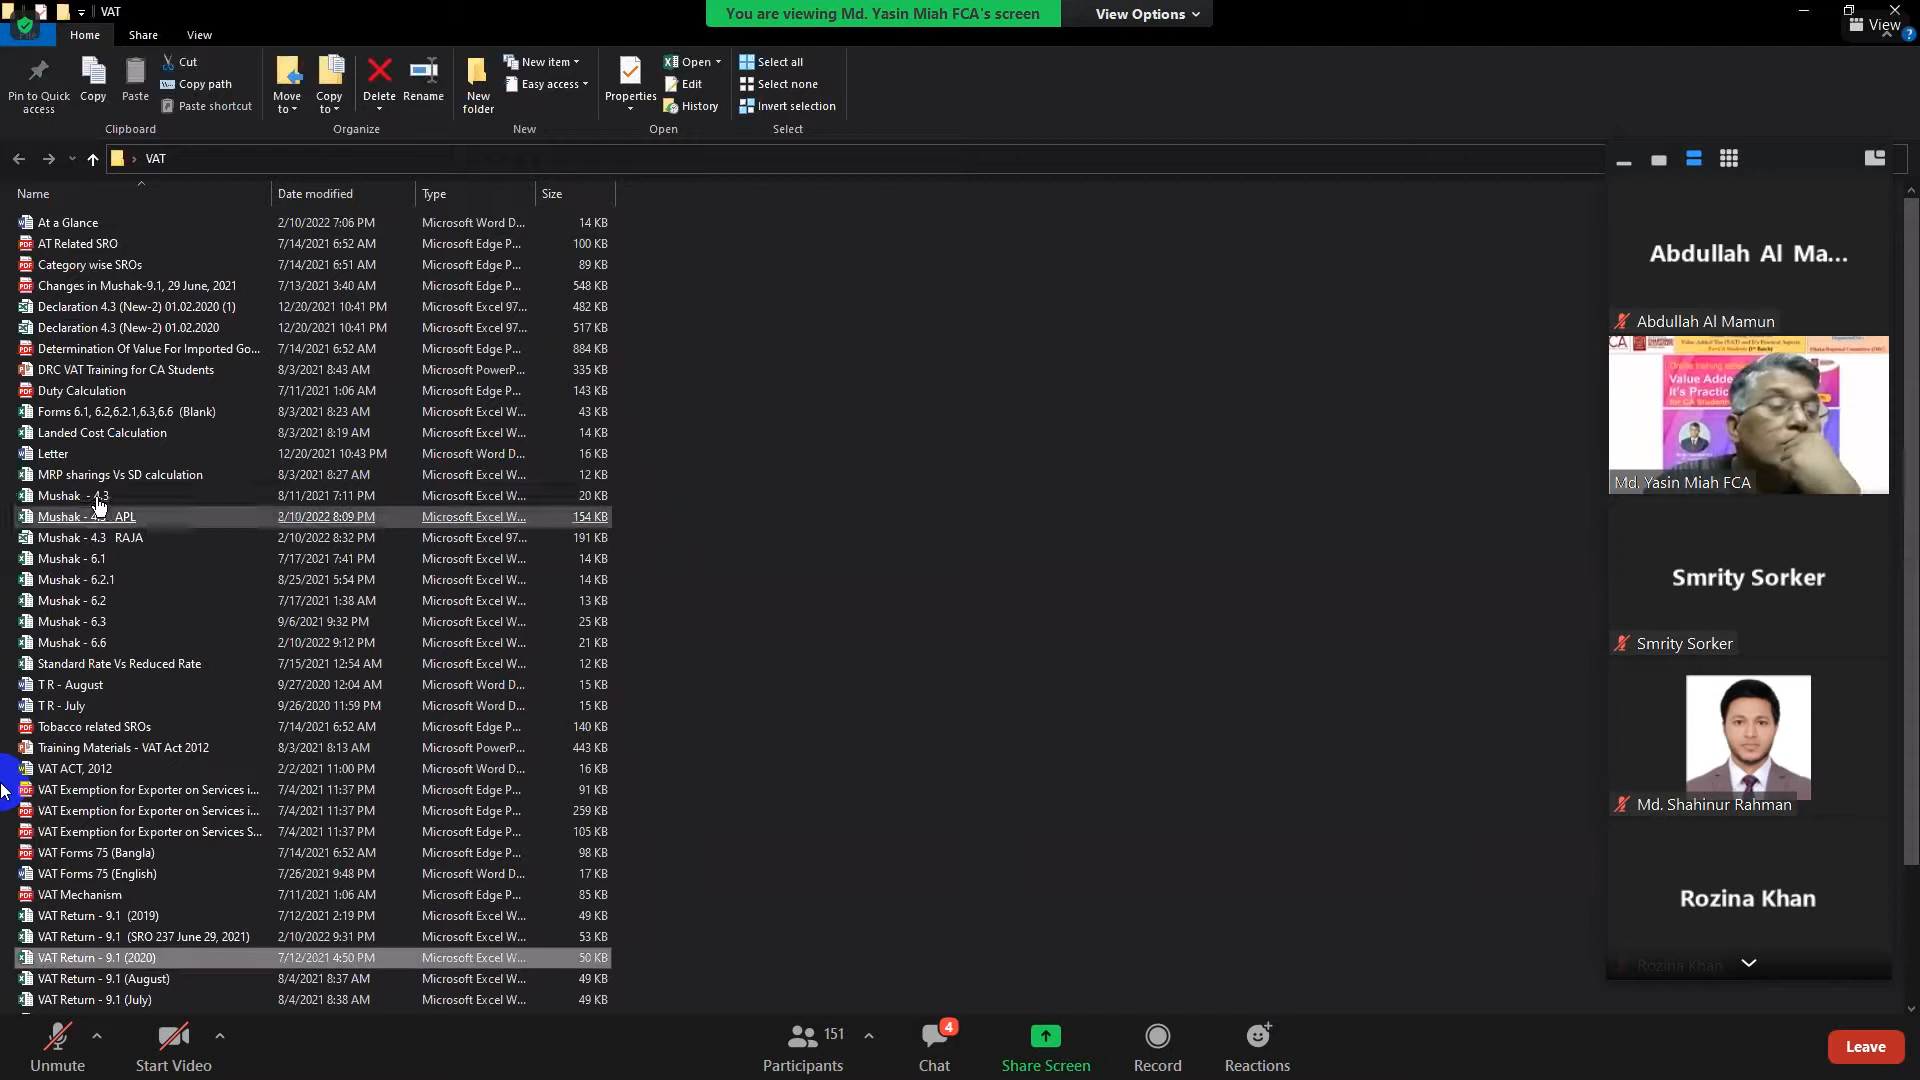 VAT
You are viewing Md. Yasin Miah FCA's screen
View Options
View
Home
Share
View
Pin to Quick access
Copy
Paste
Cut
Copy path
Paste shortcut
Clipboard
Move to
Copy to
Delete
Rename
Organize
New folder
New item
Easy access
New
Properties
Open
Edit
History
Open
Select all
Select none
Invert selection
Select
VAT
Name Date modified Type Size
At a Glance 2/10/2022 7:06 PM Microsoft Word D... 14 KB
AT Related SRO 7/14/2021 6:52 AM Microsoft Edge P... 100 KB
Category wise SROs 7/14/2021 6:51 AM Microsoft Edge P... 89 KB
Changes in Mushak-9.1, 29 June, 2021 7/13/2021 3:40 AM Microsoft Edge P... 548 KB
Declaration 4.3 (New-2) 01.02.2020 (1) 12/20/2021 10:41 PM Microsoft Excel 97... 482 KB
Declaration 4.3 (New-2) 01.02.2020 12/20/2021 10:41 PM Microsoft Excel 97... 517 KB
Determination Of Value For Imported Go... 7/14/2021 6:52 AM Microsoft Edge P... 884 KB
DRC VAT Training for CA Students 8/3/2021 8:43 AM Microsoft PowerP... 335 KB
Duty Calculation 7/11/2021 1:06 AM Microsoft Edge P... 143 KB
Forms 6.1, 6.2,6.2.1,6.3,6.6 (Blank) 8/3/2021 8:23 AM Microsoft Excel W... 43 KB
Landed Cost Calculation 8/3/2021 8:19 AM Microsoft Excel W... 14 KB
Letter 12/20/2021 10:43 PM Microsoft Word D... 16 KB
MRP sharings Vs SD calculation 8/3/2021 8:27 AM Microsoft Excel W... 12 KB
Mushak - 4.3 8/11/2021 7:11 PM Microsoft Excel W... 20 KB
Mushak - 4.3 APL 2/10/2022 8:09 PM Microsoft Excel W... 154 KB
Mushak - 4.3 RAJA 2/10/2022 8:32 PM Microsoft Excel 97... 191 KB
Mushak - 6.1 7/17/2021 7:41 PM Microsoft Excel W... 14 KB
Mushak - 6.2.1 8/25/2021 5:54 PM Microsoft Excel W... 14 KB
Mushak - 6.2 7/17/2021 1:38 AM Microsoft Excel W... 13 KB
Mushak - 6.3 9/6/2021 9:32 PM Microsoft Excel W... 25 KB
Mushak - 6.6 2/10/2022 9:12 PM Microsoft Excel W... 21 KB
Standard Rate Vs Reduced Rate 7/15/2021 12:54 AM Microsoft Excel W... 12 KB
T R - August 9/27/2020 12:04 AM Microsoft Word D... 15 KB
T R - July 9/26/2020 11:59 PM Microsoft Word D... 15 KB
Tobacco related SROs 7/14/2021 6:52 AM Microsoft Edge P... 140 KB
Training Materials - VAT Act 2012 8/3/2021 8:13 AM Microsoft PowerP... 443 KB
VAT ACT, 2012 2/2/2021 11:00 PM Microsoft Word D... 16 KB
VAT Exemption for Exporter on Services i... 7/4/2021 11:37 PM Microsoft Edge P... 91 KB
VAT Exemption for Exporter on Services i... 7/4/2021 11:37 PM Microsoft Edge P... 259 KB
VAT Exemption for Exporter on Services S... 7/4/2021 11:37 PM Microsoft Edge P... 105 KB
VAT Forms 75 (Bangla) 7/14/2021 6:52 AM Microsoft Edge P... 98 KB
VAT Forms 75 (English) 7/26/2021 9:48 PM Microsoft Word D... 17 KB
VAT Mechanism 7/11/2021 1:06 AM Microsoft Edge P... 85 KB
VAT Return - 9.1 (2019) 7/12/2021 2:19 PM Microsoft Excel W... 49 KB
VAT Return - 9.1 (SRO 237 June 29, 2021) 2/10/2022 9:31 PM Microsoft Excel W... 53 KB
VAT Return - 9.1 (2020) 7/12/2021 4:50 PM Microsoft Excel W... 50 KB
VAT Return - 9.1 (August) 8/4/2021 8:37 AM Microsoft Excel W... 49 KB
VAT Return - 9.1 (July) 8/4/2021 8:38 AM Microsoft Excel W... 49 KB
Abdullah Al Ma...
Abdullah Al Mamun
Value Adde
It's Practic
for CA Students
Md. Yasin Miah FCA
Smrity Sorker
Smrity Sorker
Md. Shahinur Rahman
Rozina Khan
Rozina Khan
Unmute
Start Video
151
Participants
4
Chat
Share Screen
Record
Reactions
Leave